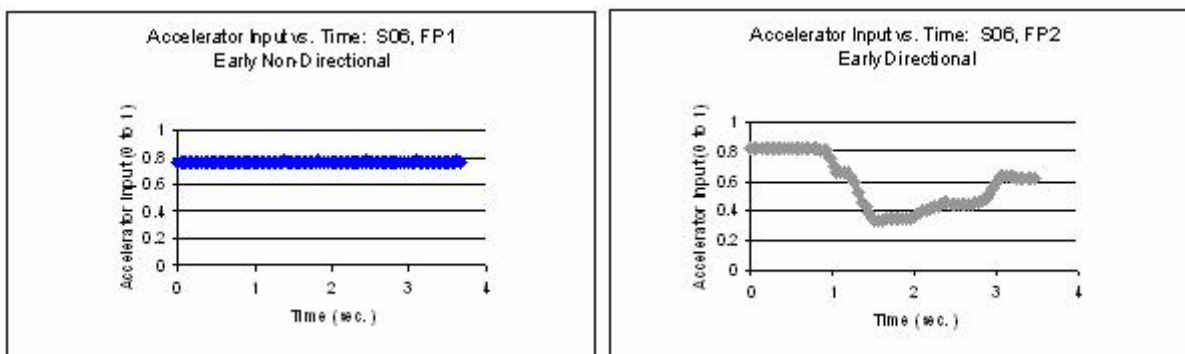 Accelerator Input vs. Time: S06, FP1
Early Non-Directional
Accelerator Input (0 to 1)
1
0.8
0.6
0.4
0.2
0
0 1 2 3 4
Time (sec.)
Accelerator Input vs. Time: S06, FP2
Early Directional
Accelerator Input (0 to 1)
1
0.8
0.6
0.4
0.2
0
0 1 2 3 4
Time (sec.)